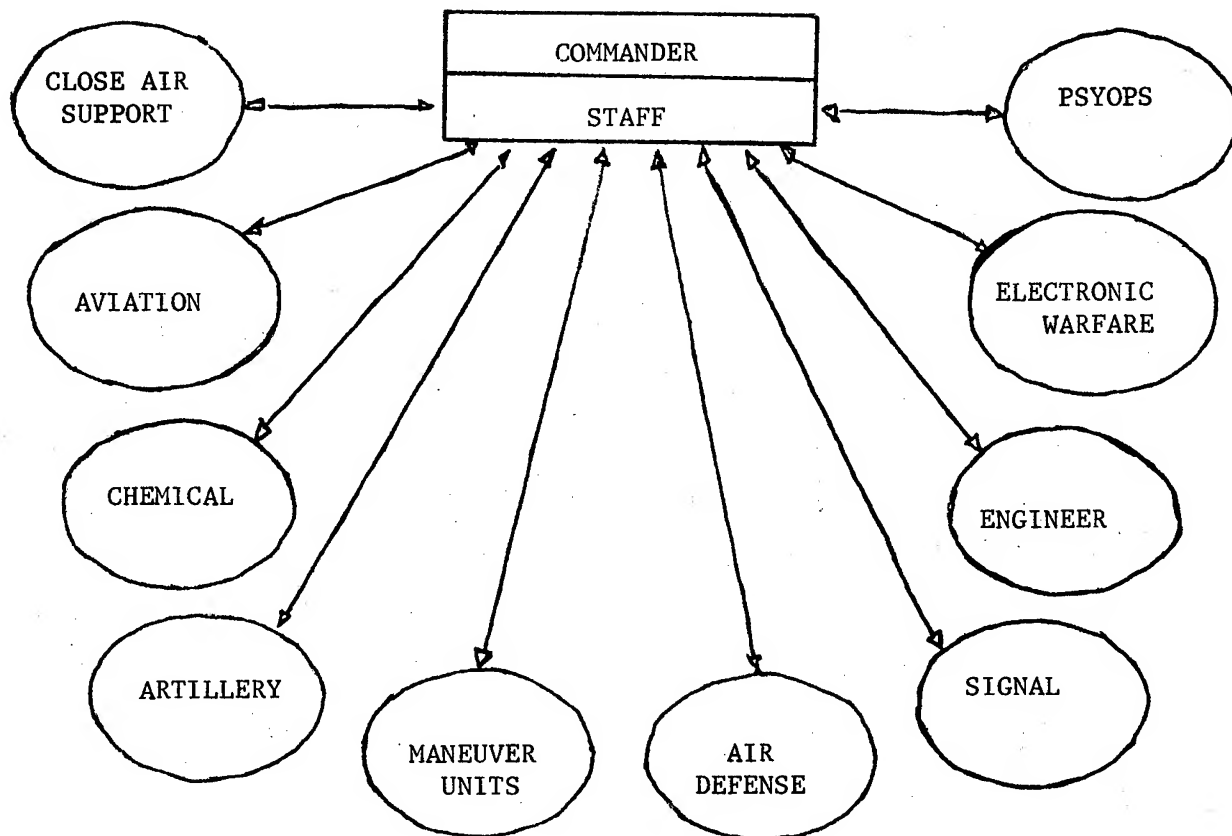 COMMANDER
STAFF
CLOSE AIR
SUPPORT
PSYOPS
AVIATION
ELECTRONIC
WARFARE
CHEMICAL
ENGINEER
ARTILLERY
SIGNAL
MANEUVER
UNITS
AIR
DEFENSE